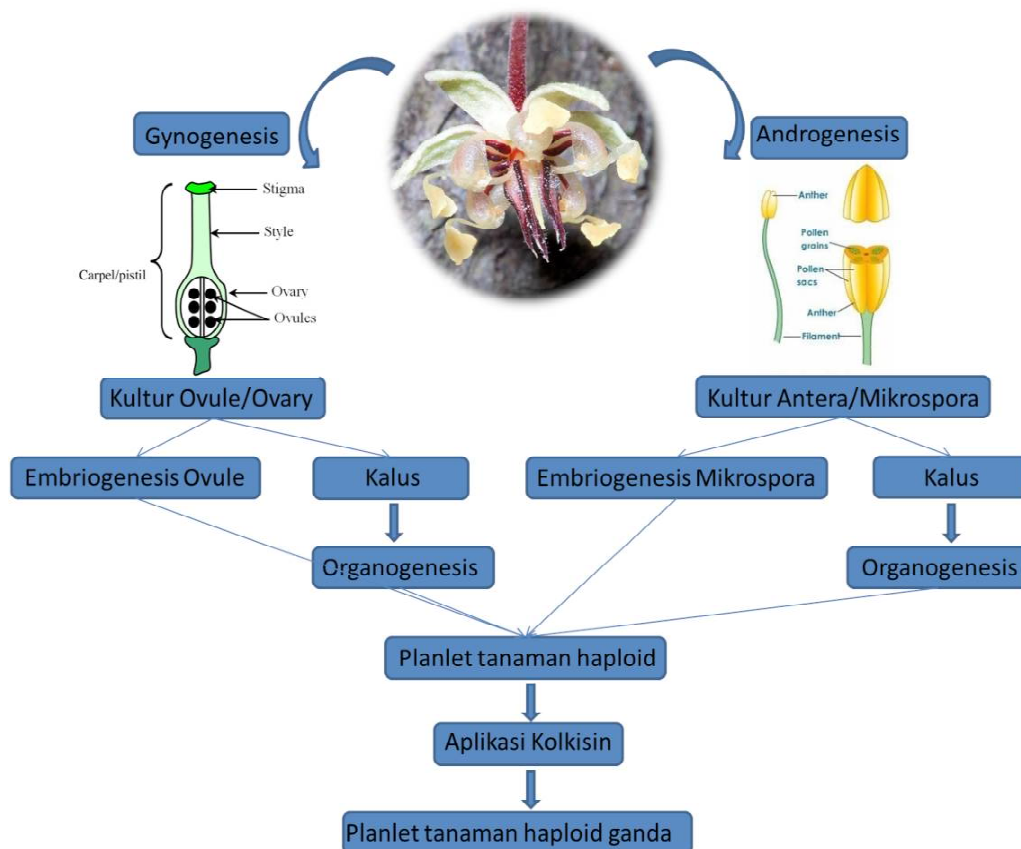 Gynogenesis
Androgenesis
Stigma
Style
Carpel/pistil
Ovary
Ovules
Anther
Pollen
grains
Pollen
sacs
Anther
Filament
Kultur Ovule/Ovary
Kultur Antera/Mikrospora
Embriogenesis Ovule
Kalus
Embriogenesis Mikrospora
Kalus
Organogenesis
Organogenesis
Planlet tanaman haploid
Aplikasi Kolkisin
Planlet tanaman haploid ganda